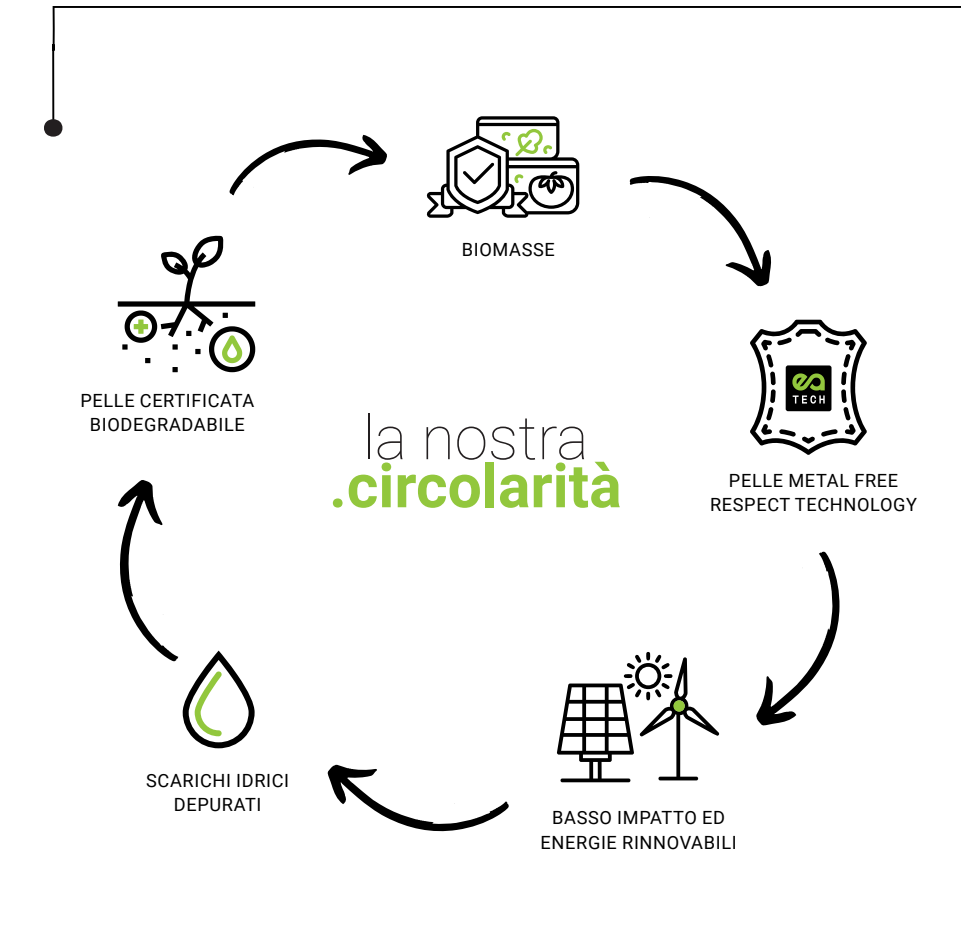 BIOMASSE
PELLE CERTIFICATA
BIODEGRADABILE
ea
TECH
la nostra
.circolarità
PELLE METAL FREE
RESPECT TECHNOLOGY
SCARICHI IDRICI
DEPURATI
BASSO IMPATTO ED
ENERGIE RINNOVABILI